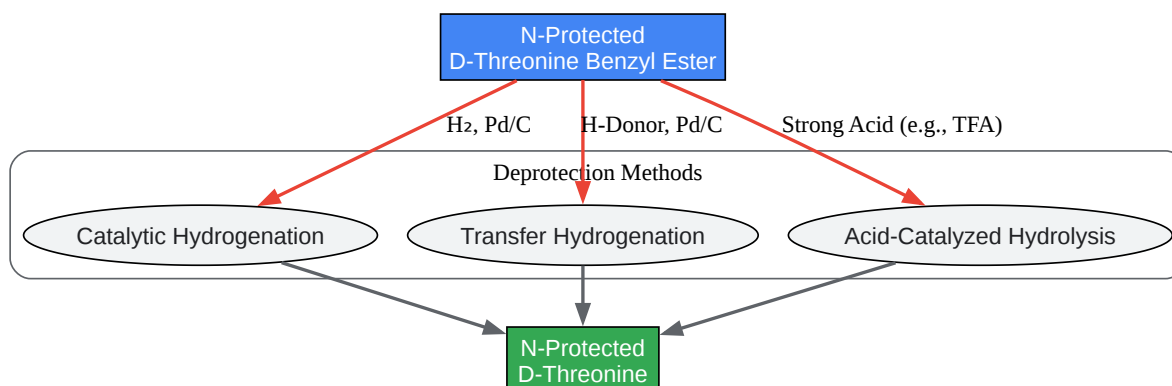 N-Protected
D-Threonine Benzyl Ester
H₂, Pd/C
H-Donor, Pd/C
Strong Acid (e.g., TFA)
Deprotection Methods
Catalytic Hydrogenation
Transfer Hydrogenation
Acid-Catalyzed Hydrolysis
N-Protected
D-Threonine